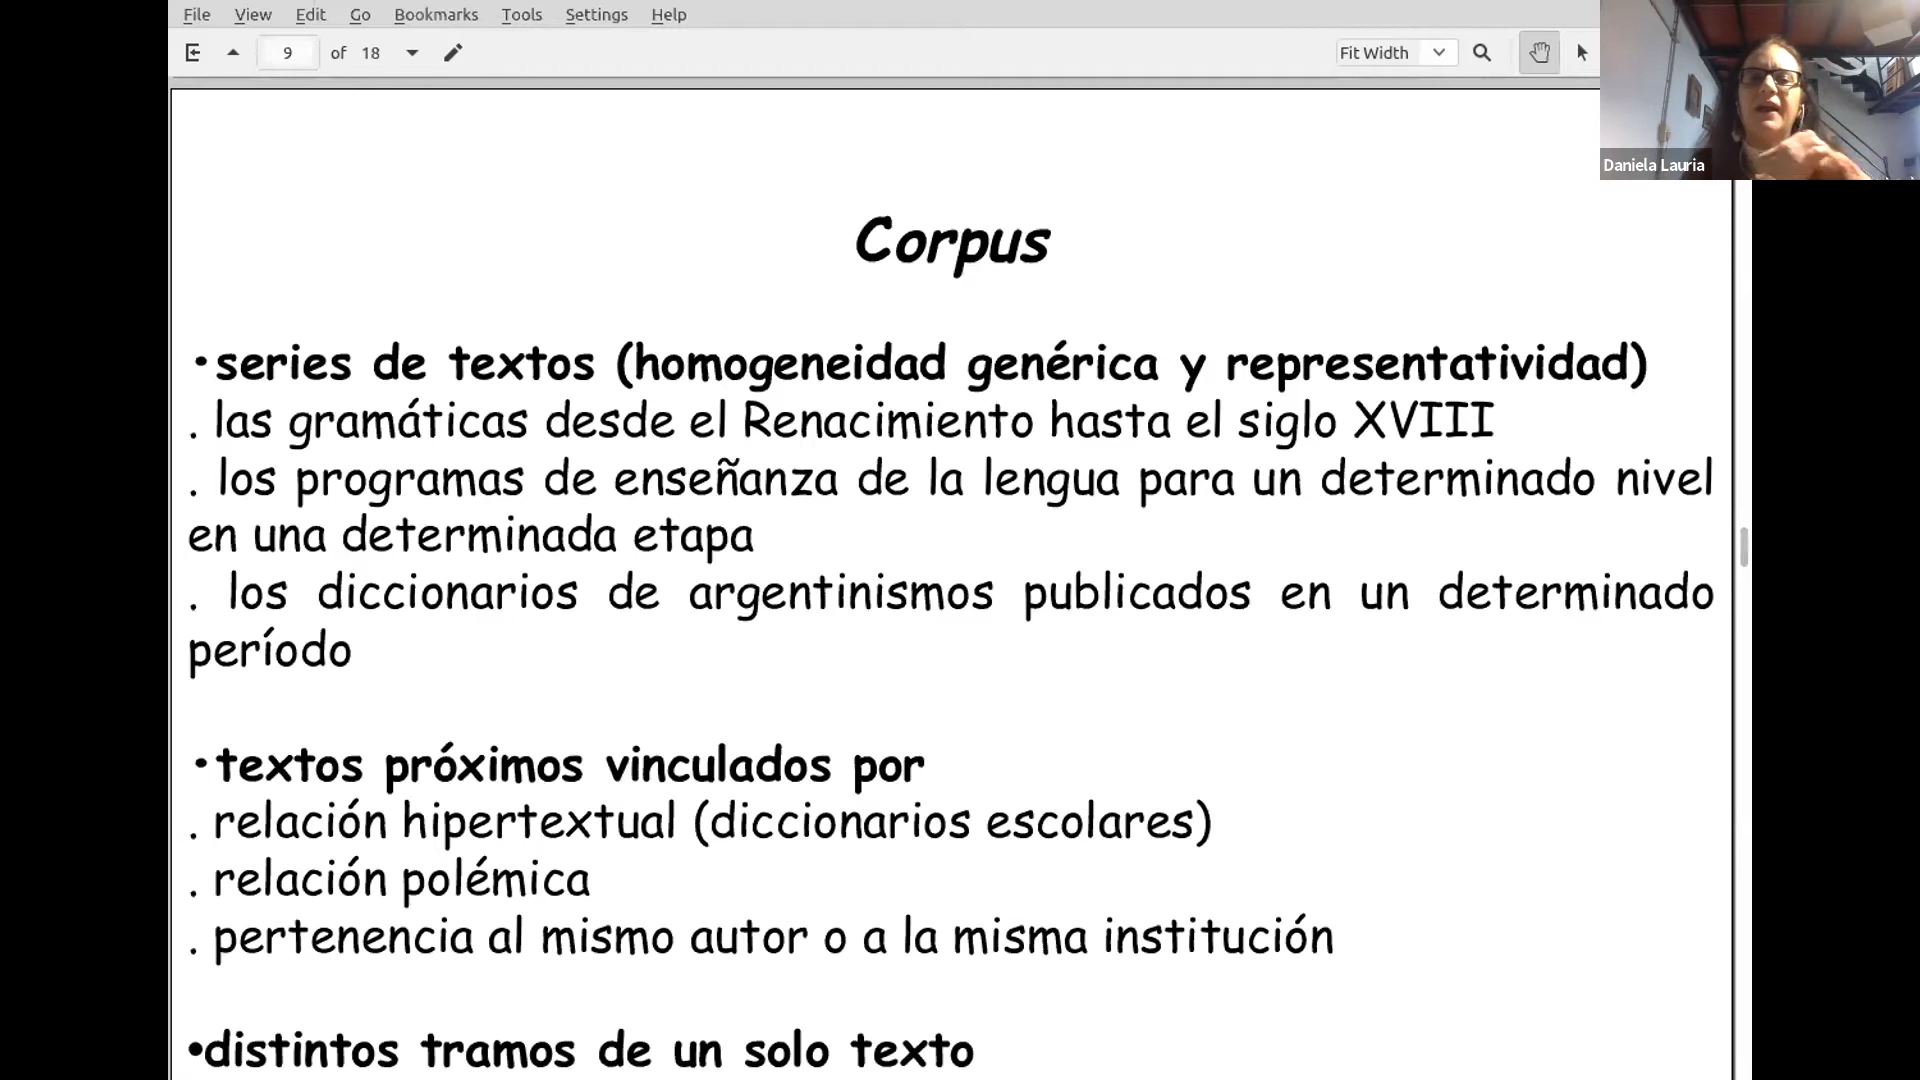 File View Edit Go Bookmarks Tools Settings Help
9 of 18 Fit Width
Daniela Lauria
Corpus
•series de textos (homogeneidad genérica y representatividad)
. las gramáticas desde el Renacimiento hasta el siglo XVIII
. los programas de enseñanza de la lengua para un determinado nivel
en una determinada etapa
. los diccionarios de argentinismos publicados en un determinado
período
•textos próximos vinculados por
. relación hipertextual (diccionarios escolares)
. relación polémica
. pertenencia al mismo autor o a la misma institución
•distintos tramos de un solo texto